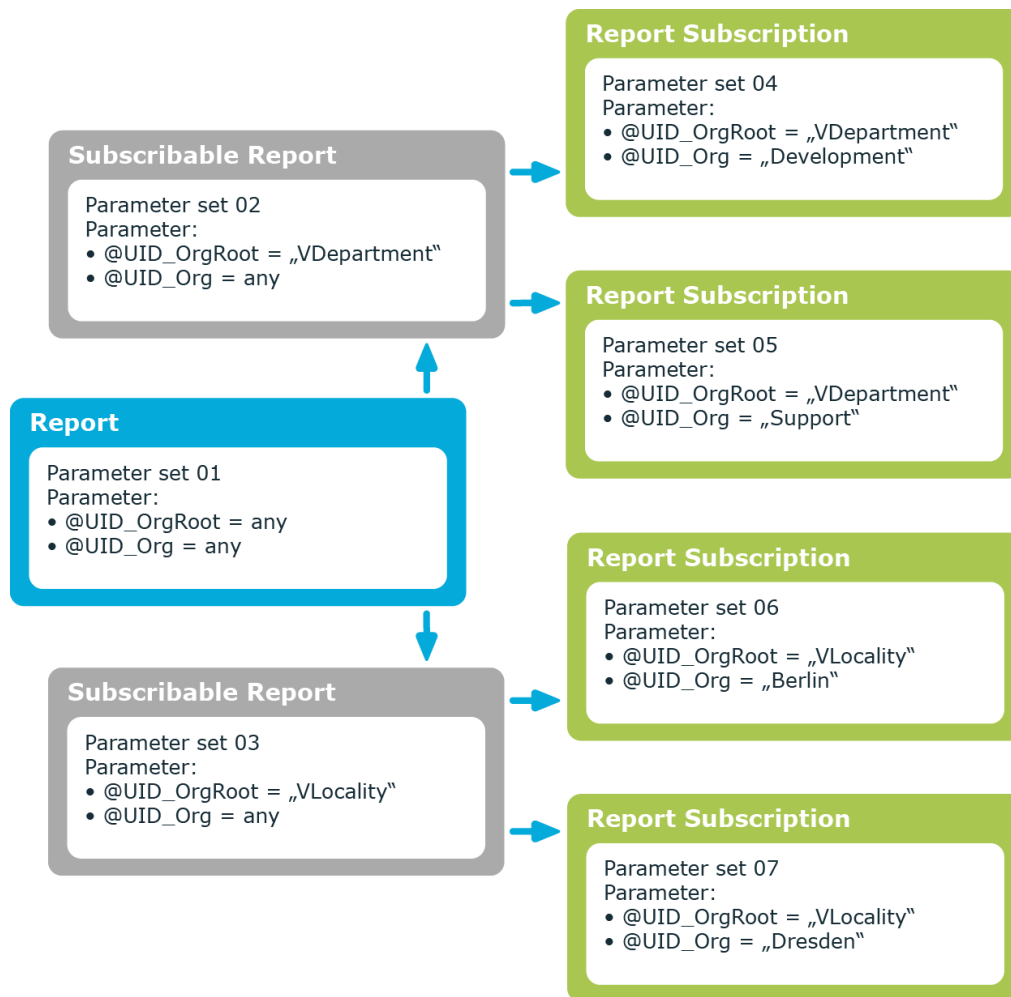 Report Subscription
Parameter set 04
Parameter:
• @UID_OrgRoot = „VDepartment‟
• @UID_Org = „Development‟
Subscribable Report
Parameter set 02
Parameter:
• @UID_OrgRoot = „VDepartment‟
• @UID_Org = any
Report Subscription
Parameter set 05
Parameter:
• @UID_OrgRoot = „VDepartment‟
• @UID_Org = „Support‟
Report
Parameter set 01
Parameter:
• @UID_OrgRoot = any
• @UID_Org = any
Report Subscription
Parameter set 06
Parameter:
• @UID_OrgRoot = „VLocality‟
• @UID_Org = „Berlin‟
Subscribable Report
Parameter set 03
Parameter:
• @UID_OrgRoot = „VLocality‟
• @UID_Org = any
Report Subscription
Parameter set 07
Parameter:
• @UID_OrgRoot = „VLocality‟
• @UID_Org = „Dresden‟